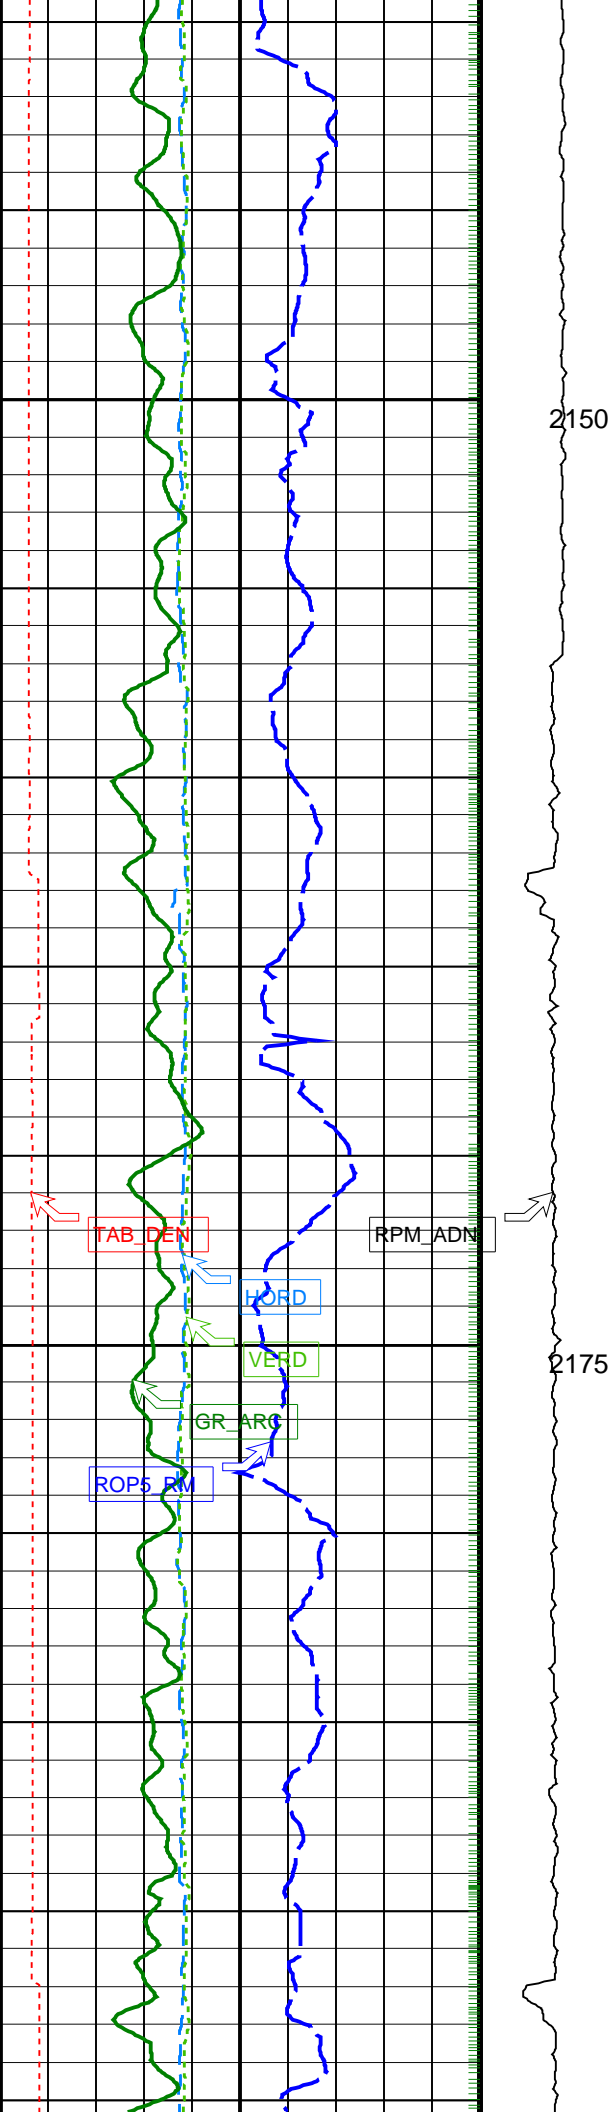 2150
TAB_DEN
RPM_ADN
HORD
VERD
2175
GR_ARC
ROP5_RM